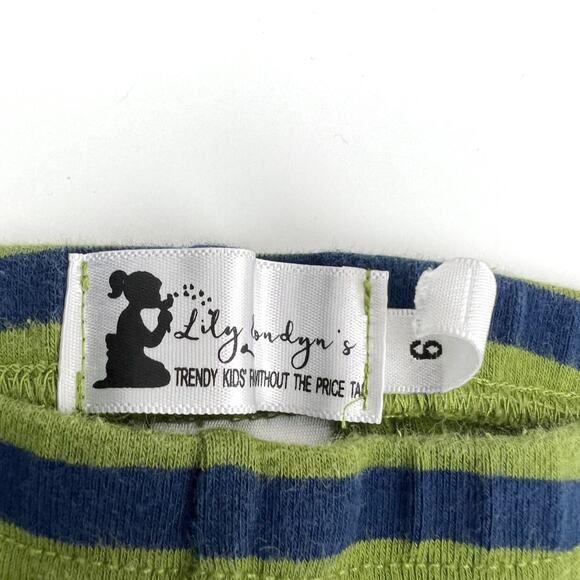 Lily ondyn's
TRENDY KIDS' WITHOUT THE PRICE TA
6